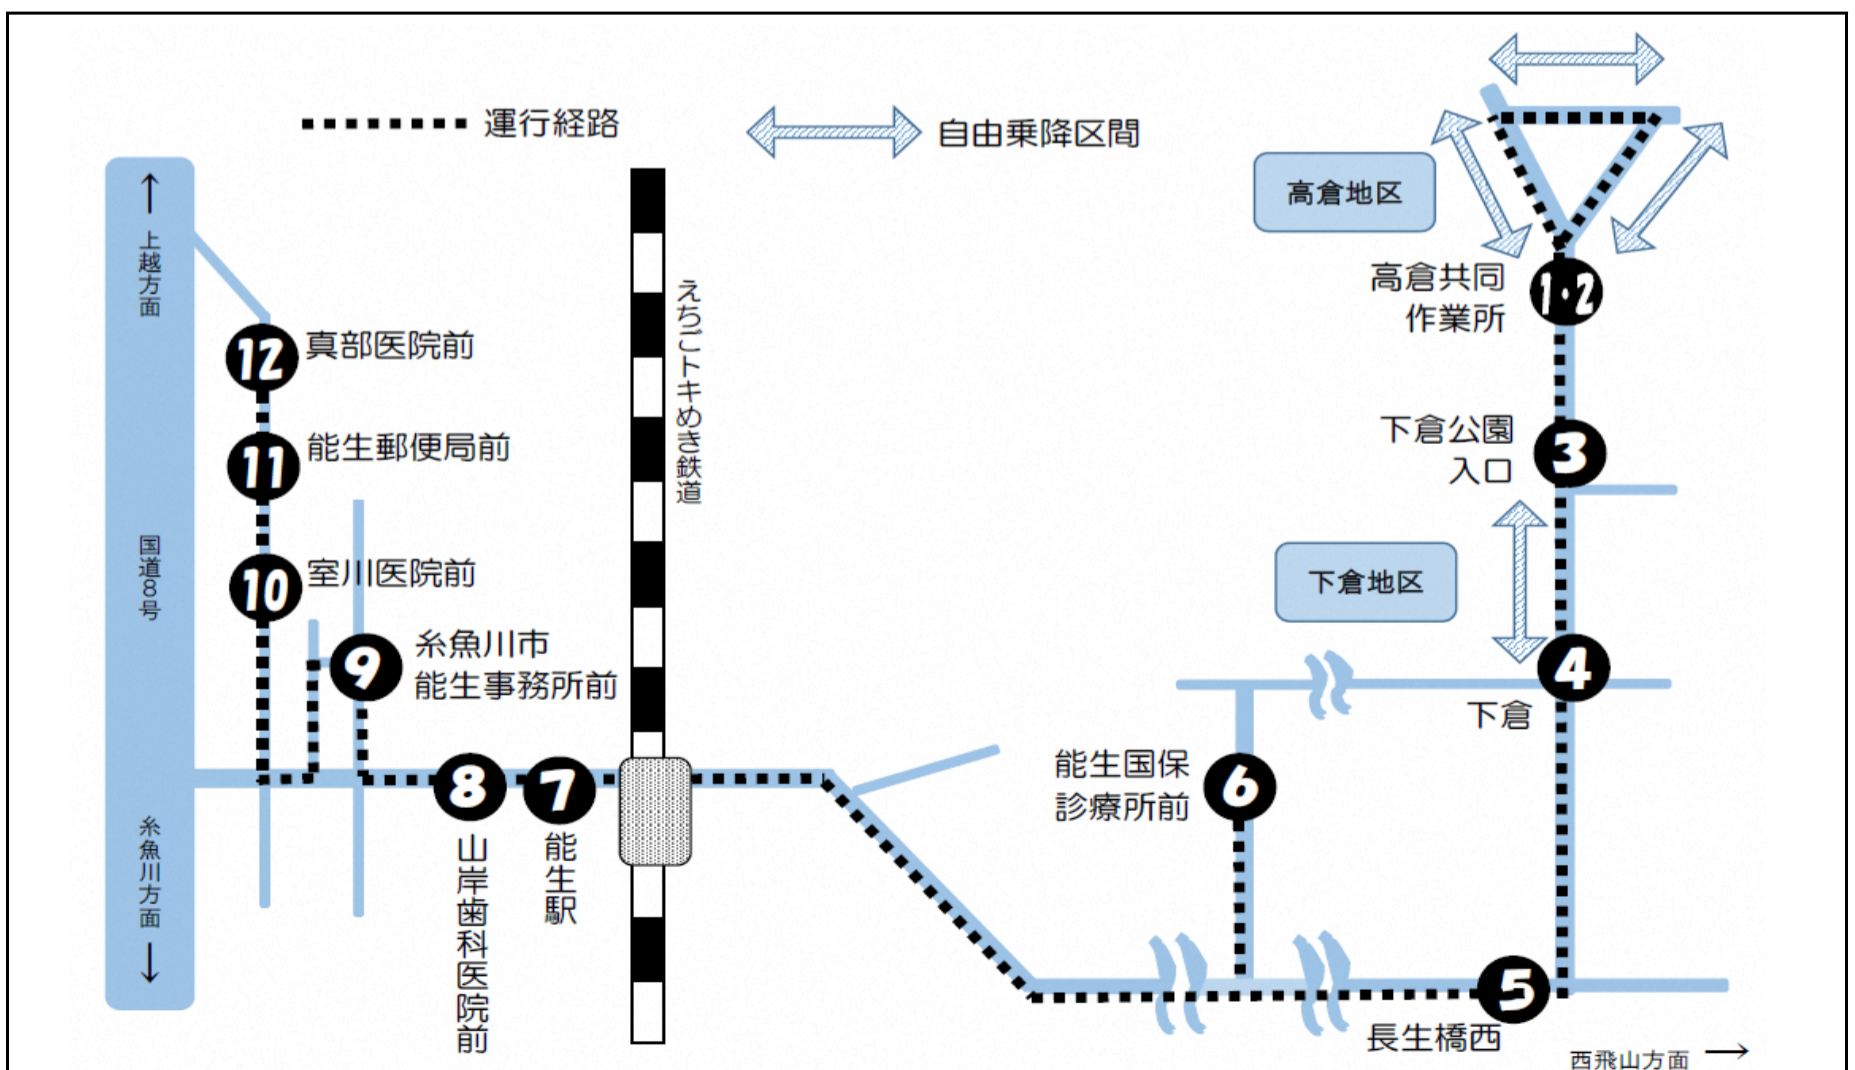 運行経路
自由乗降区間
高倉地区
高倉共同
作業所
1・2
下倉公園
入口
3
下倉地区
4
下倉
能生国保
診療所前
6
5
長生橋西
西飛山方面 →
えちごトキめき鉄道
7
能生駅
8
山岸歯科医院前
9
糸魚川市
能生事務所前
10
室川医院前
11
能生郵便局前
12
真部医院前
↑ 上越方面
国道8号
糸魚川方面 ↓